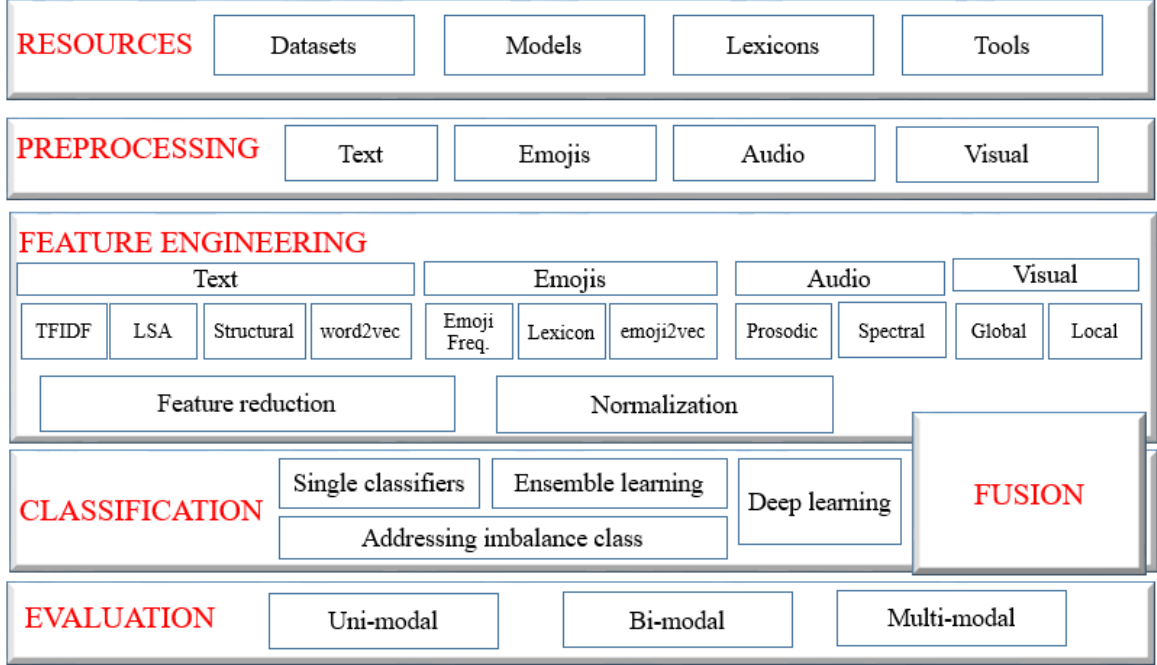 RESOURCES
Datasets
Models
Lexicons
Tools
PREPROCESSING
Text
Emojis
Audio
Visual
FEATURE ENGINEERING
Text
Emojis
Audio
Visual
TFIDF
LSA
Structural
word2vec
Emoji
Freq.
Lexicon
emoji2vec
Prosodic
Spectral
Global
Local
Feature reduction
Normalization
CLASSIFICATION
Single classifiers
Ensemble learning
Deep learning
Addressing imbalance class
FUSION
EVALUATION
Uni-modal
Bi-modal
Multi-modal